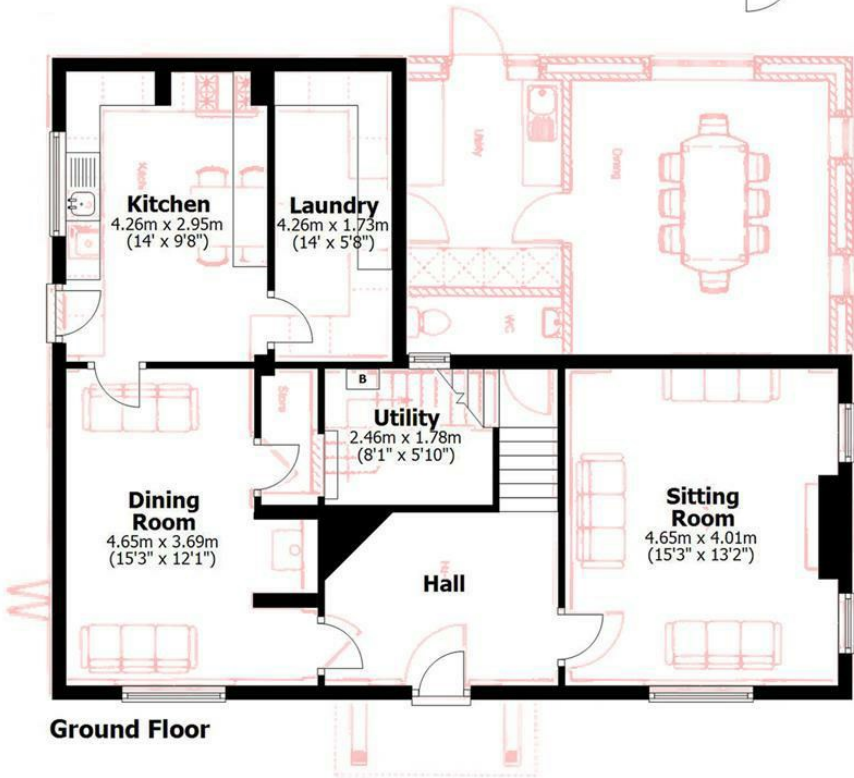 Kitchen
Kitchen
4.26m x 2.95m
(14' x 9'8")
Laundry
4.26m x 1.73m
(14' x 5'8")
Utility
Dining
WC
Store
B
Utility
2.46m x 1.78m
(8'1" x 5'10")
Dining
Room
4.65m x 3.69m
(15'3" x 12'1")
Hall
Sitting
Room
4.65m x 4.01m
(15'3" x 13'2")
Ground Floor